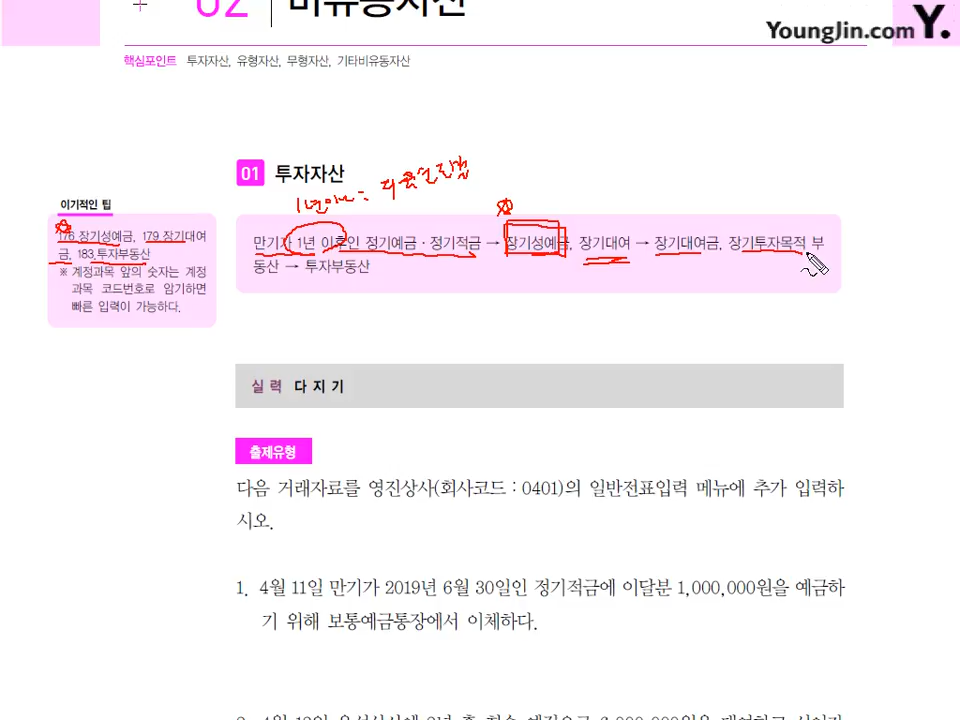 02 비유동자산
YoungJin.com Y.
핵심포인트 투자자산, 유형자산, 무형자산, 기타비유동자산
01 투자자산
이기적인 팁
176.장기성예금, 179.장기대여
금, 183.투자부동산
※ 계정과목 앞의 숫자는 계정
과목 코드번호로 암기하면
빠른 입력이 가능하다.
만기가 1년 이후인 정기예금·정기적금 → 장기성예금, 장기대여 → 장기대여금, 장기투자목적 부
동산 → 투자부동산
실력 다지기
출제유형
다음 거래자료를 영진상사(회사코드 : 0401)의 일반전표입력 메뉴에 추가 입력하
시오.
1. 4월 11일 만기가 2019년 6월 30일인 정기적금에 이달분 1,000,000원을 예금하
기 위해 보통예금통장에서 이체하다.